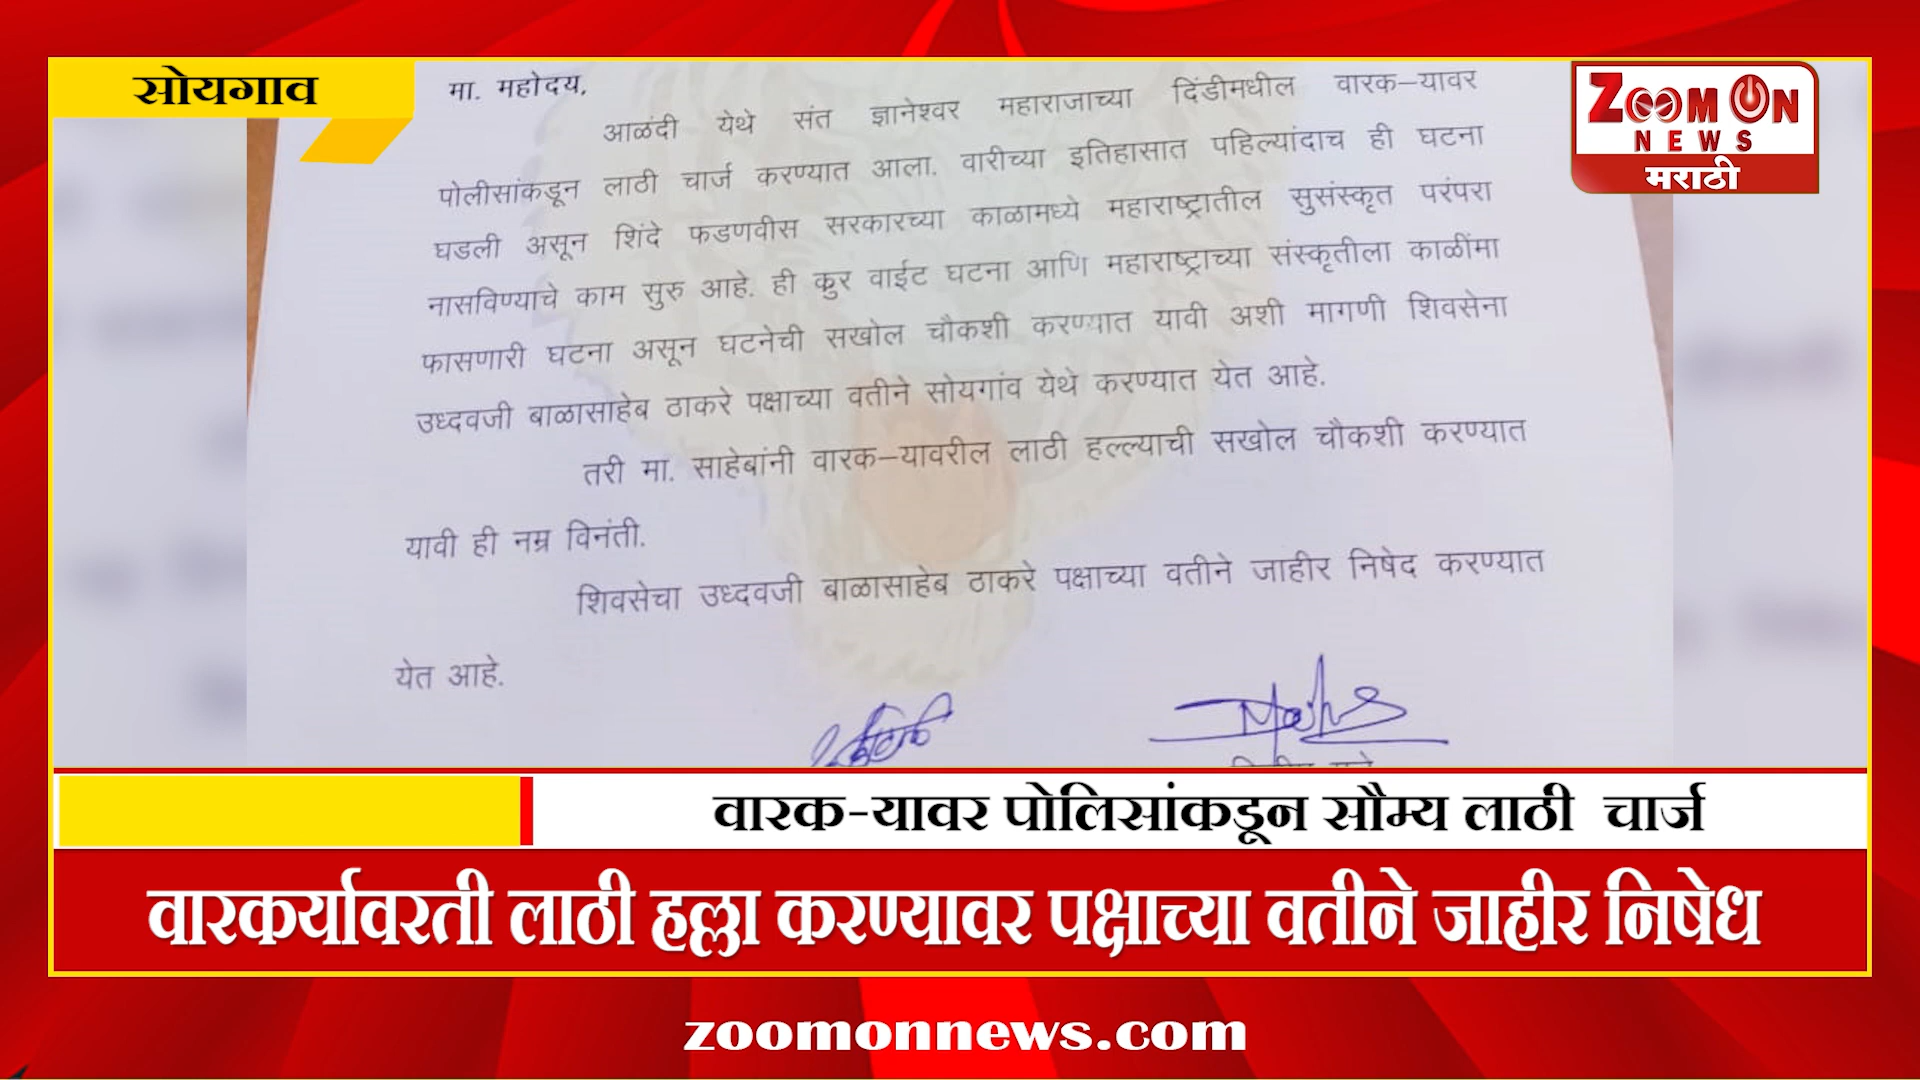 सोयगाव
ZOOM ON
NEWS
मराठी
मा. महोदय,
आळंदी येथे संत ज्ञानेश्वर महाराजाच्या दिंडीमधील वारक-यावर
पोलीसांकडून लाठी चार्ज करण्यात आला. वारीच्या इतिहासात पहिल्यांदाच ही घटना
घडली असून शिंदे फडणवीस सरकारच्या काळामध्ये महाराष्ट्रातील सुसंस्कृत परंपरा
नासविण्याचे काम सुरु आहे. ही क्रुर वाईट घटना आणि महाराष्ट्राच्या संस्कृतीला काळींमा
फासणारी घटना असून घटनेची सखोल चौकशी करण्यात यावी अशी मागणी शिवसेना
उध्दवजी बाळासाहेब ठाकरे पक्षाच्या वतीने सोयगांव येथे करण्यात येत आहे.
तरी मा. साहेबांनी वारक-यावरील लाठी हल्ल्याची सखोल चौकशी करण्यात
यावी ही नम्र विनंती.
शिवसेचा उध्दवजी बाळासाहेब ठाकरे पक्षाच्या वतीने जाहीर निषेद करण्यात
येत आहे.
वारक-यावर पोलिसांकडून सौम्य लाठी चार्ज
वारकर्यावरती लाठी हल्ला करण्यावर पक्षाच्या वतीने जाहीर निषेध
zoomonnews.com